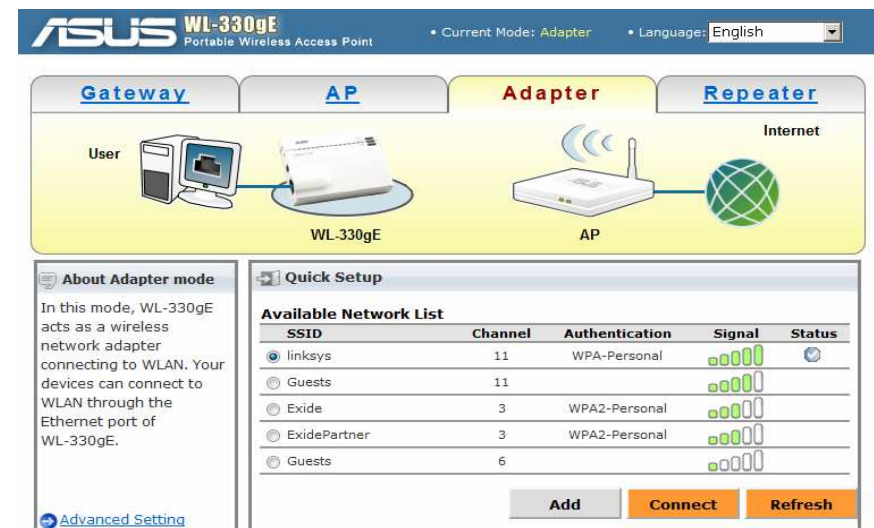 ASUS WL-330gE
Portable Wireless Access Point
• Current Mode: Adapter
• Language: English
Gateway
AP
Adapter
Repeater
User
WL-330gE
AP
Internet
About Adapter mode
In this mode, WL-330gE
acts as a wireless
network adapter
connecting to WLAN. Your
devices can connect to
WLAN through the
Ethernet port of
WL-330gE.
Advanced Setting
Quick Setup
Available Network List
SSID Channel Authentication Signal Status
linksys 11 WPA-Personal
Guests 11
Exide 3 WPA2-Personal
ExidePartner 3 WPA2-Personal
Guests 6
Add Connect Refresh